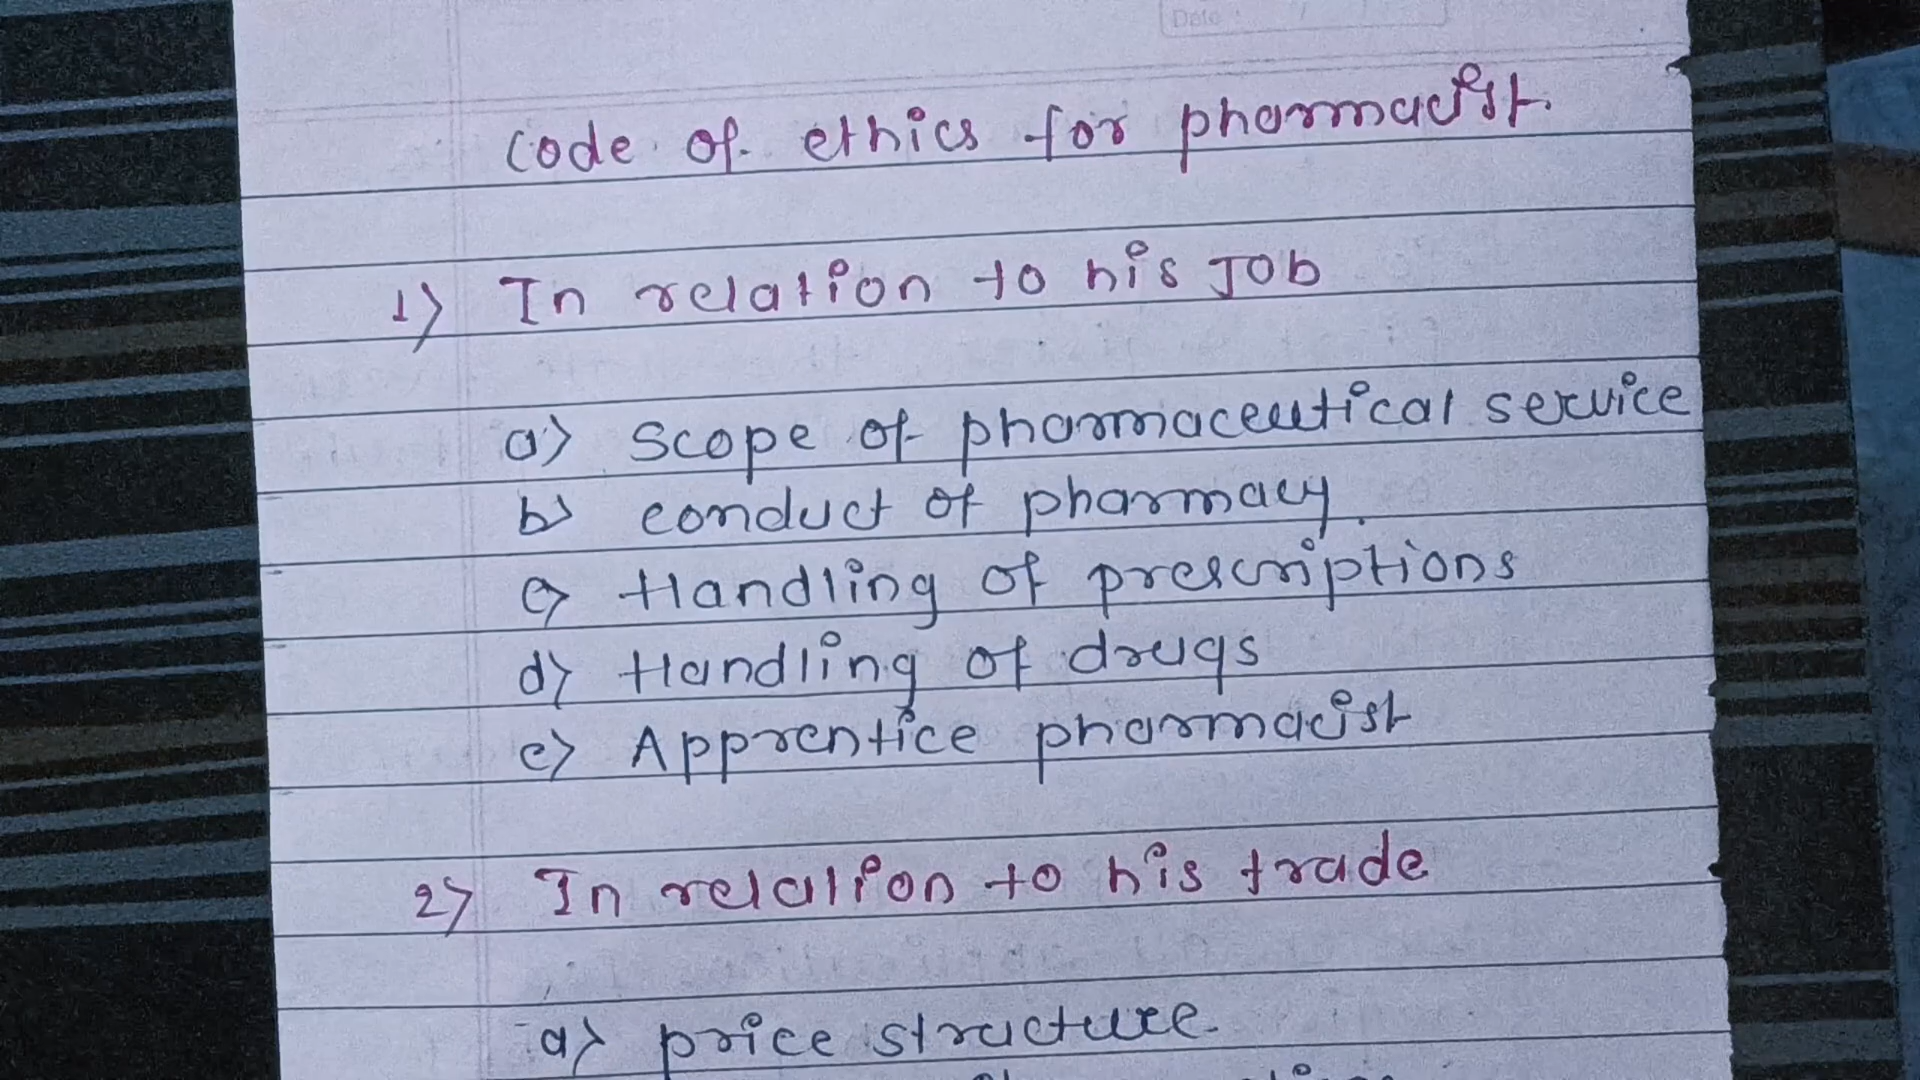 Date
code of ethics for pharmacist.
1) In relation to his Job
a) scope of pharmaceutical service
b) conduct of pharmacy.
c) Handling of prescriptions
d) Handling of drugs
e) Apprentice pharmacist
2) In relation to his trade
a) price structure.